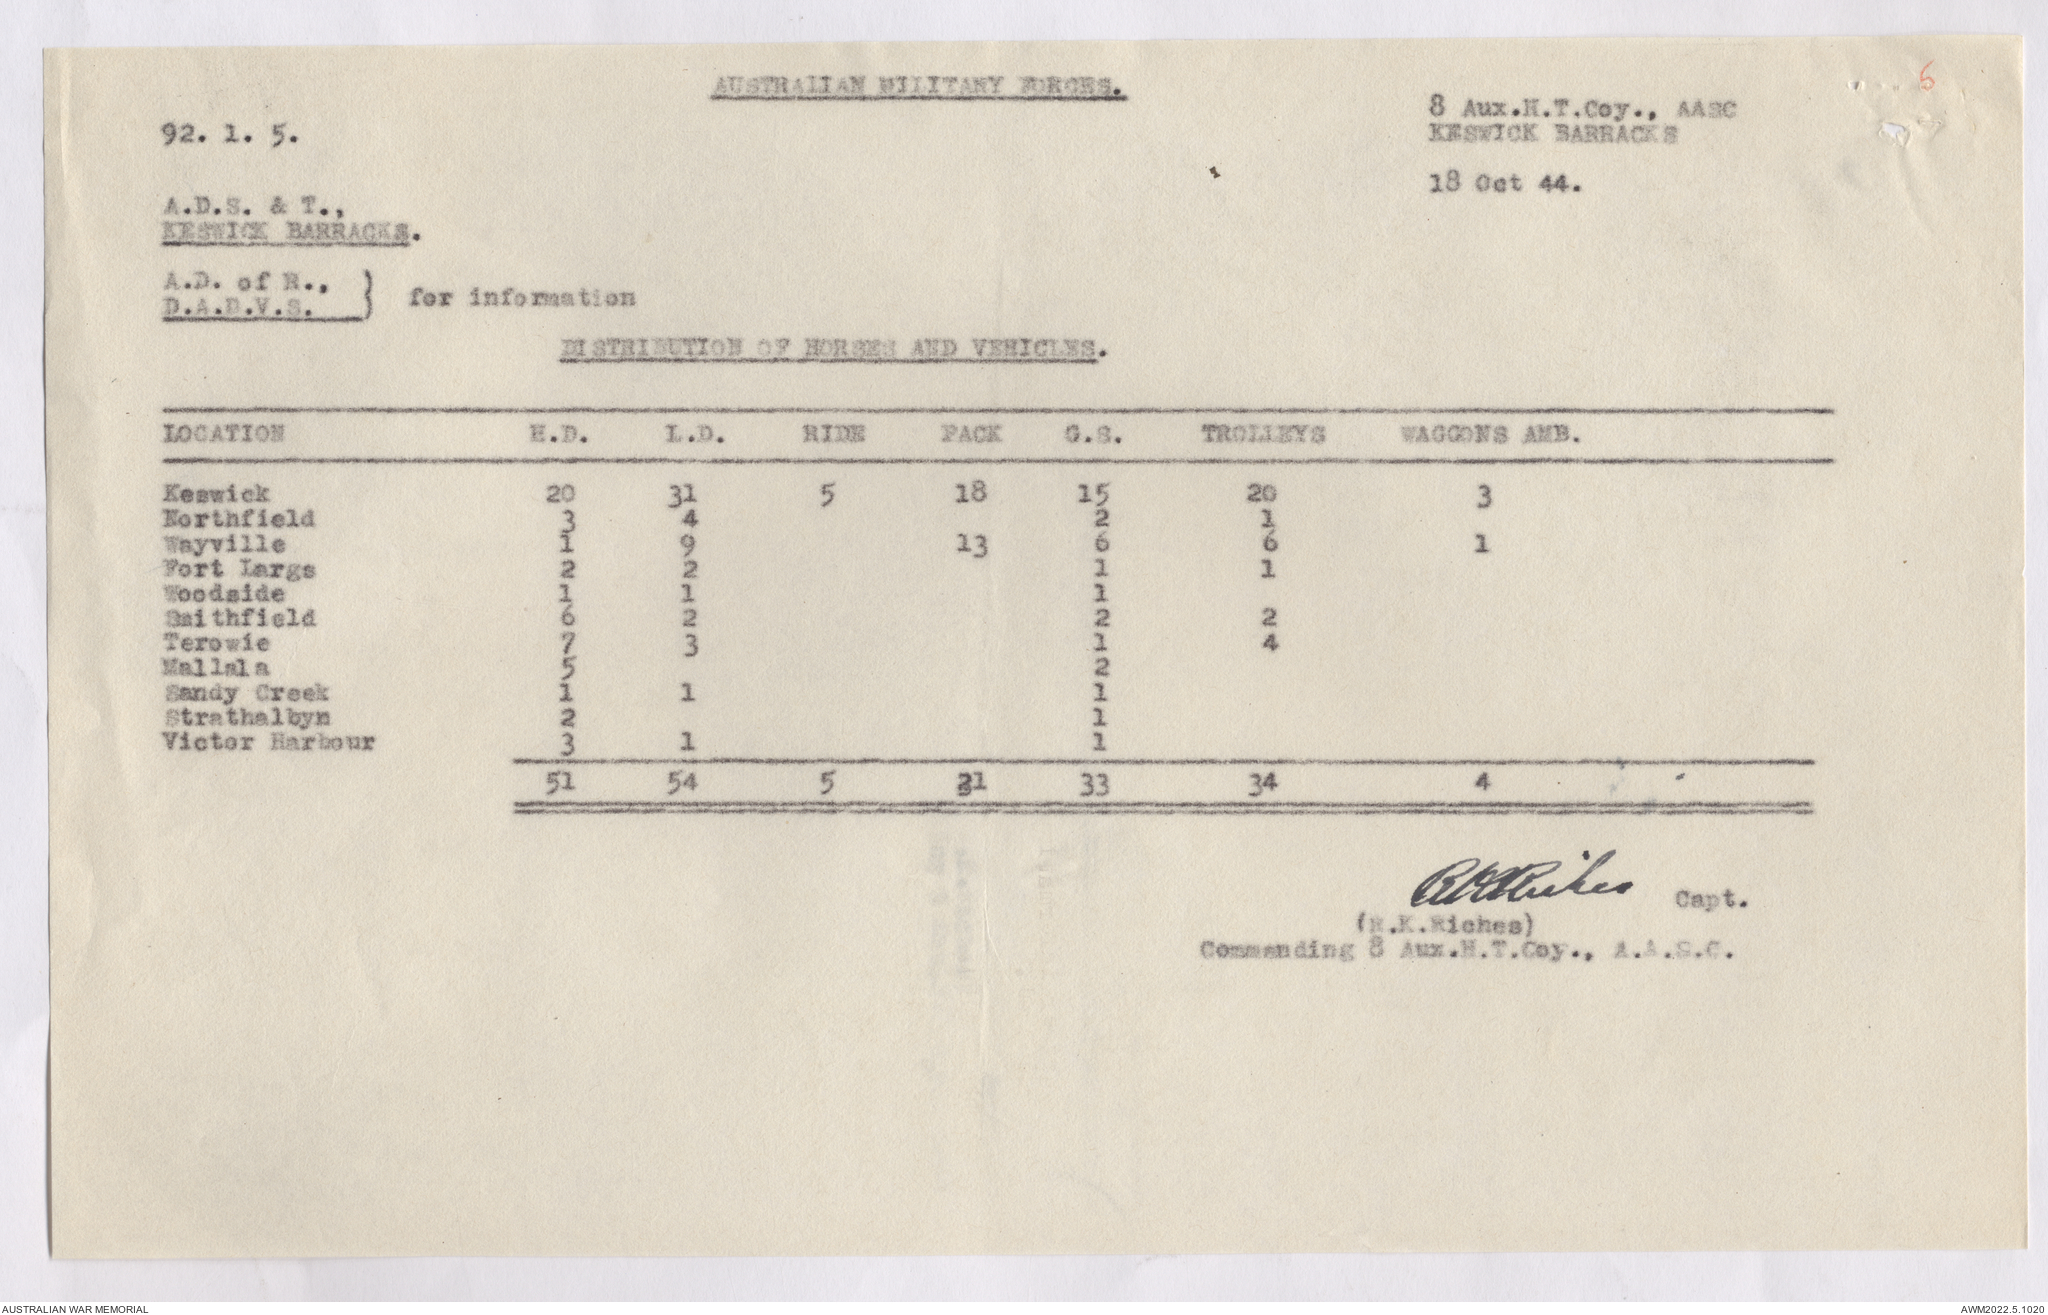 6
AUSTRALIAN MILITARY FORCES.
8 Aux.H.T.Coy., AASC
92. 1. 5.
KESWICK BARRACKS
18 Oct 44.
A.D.S. & T.,
KESWICK BARRACKS.
A.D. of R.,
D.A.D.V.S. } for information
DISTRIBUTION OF HORSES AND VEHICLES.
LOCATION H.D. L.D. RIDE PACK G.S. TROLLEYS WAGGONS AMB.
Keswick 20 31 5 18 15 20 3
Northfield 3 4 2 1
Wayville 1 9 13 6 6 1
Fort Largs 2 2 1 1
Woodside 1 1 1
Smithfield 6 2 2 2
Terowie 7 3 1 4
Mallala 5 2
Sandy Creek 1 1 1
Strathalbyn 2 1
Victor Harbour 3 1 1
51 54 5 31 33 34 4
RKRiches Capt.
(R.K.Riches)
Commanding 8 Aux.H.T.Coy., A.A.S.C.
AUSTRALIAN WAR MEMORIAL
AWM2022.5.1020